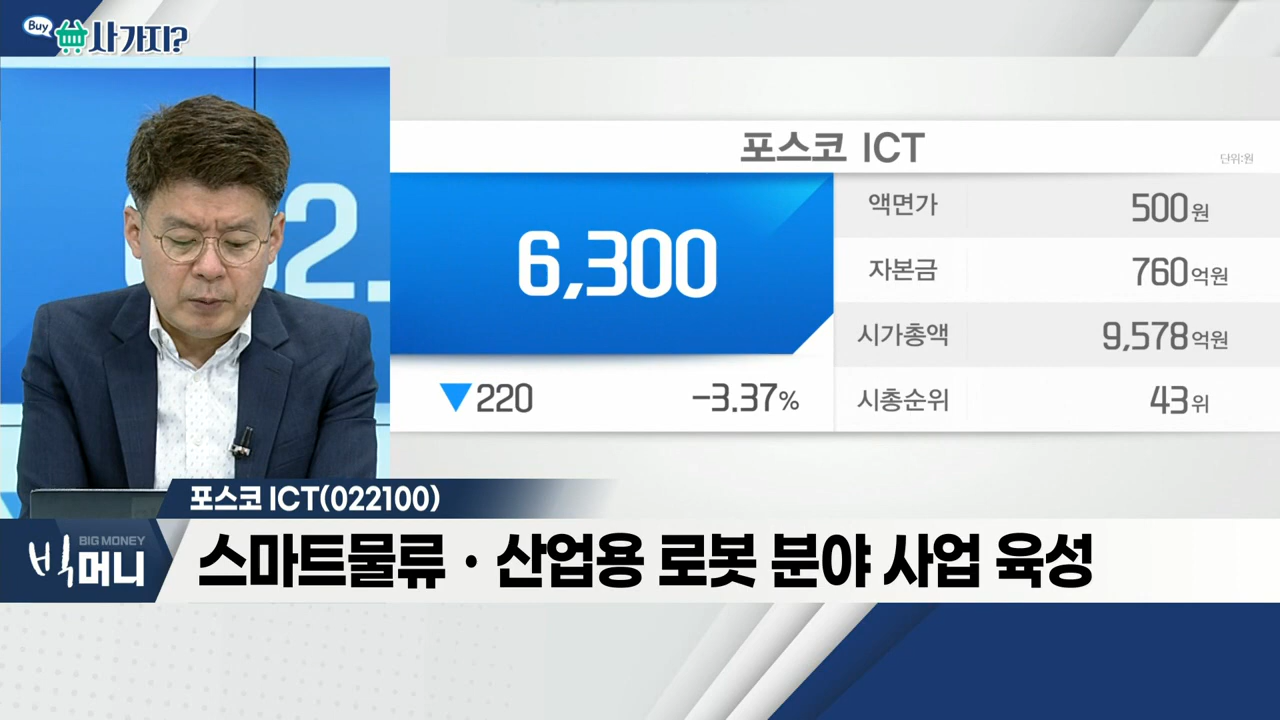 Buy
사가지?
포스코 ICT
단위:원
6,300
▼220 -3.37%
액면가 500원
자본금 760억원
시가총액 9,578억원
시총순위 43위
포스코 ICT(022100)
BIG MONEY
빅머니
스마트물류·산업용 로봇 분야 사업 육성